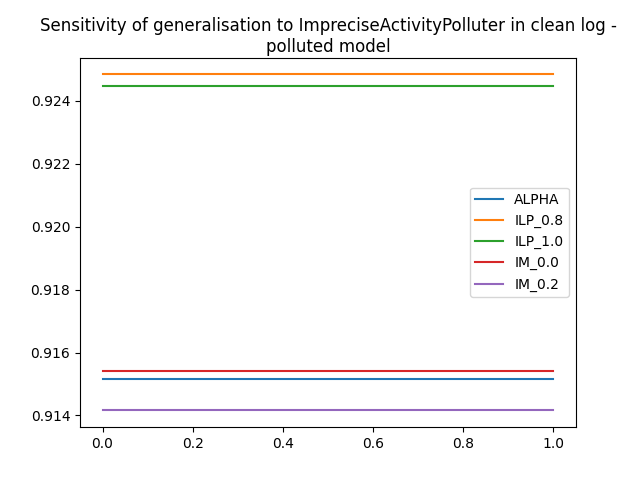 Sensitivity of generalisation to ImpreciseActivityPolluter in clean log -
polluted model
0.924
0.922
0.920
0.918
0.916
0.914
ALPHA
ILP_0.8
ILP_1.0
IM_0.0
IM_0.2
0.0 0.2 0.4 0.6 0.8 1.0